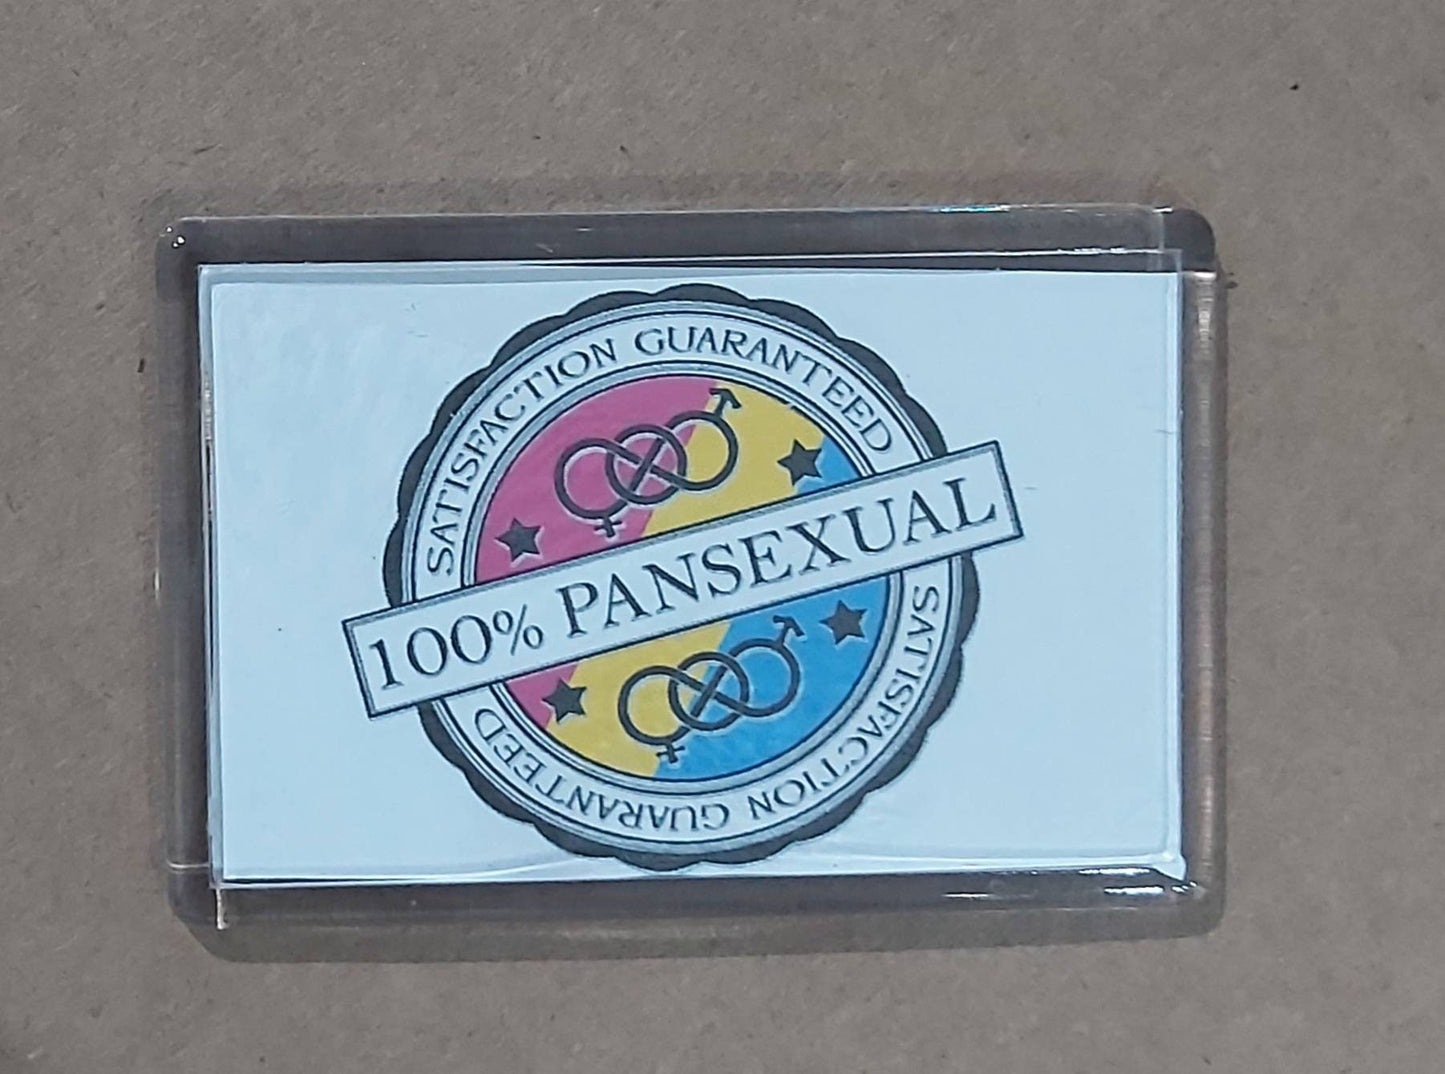 SATISFACTION GUARANTEED
100% PANSEXUAL
SATISFACTION GUARANTEED